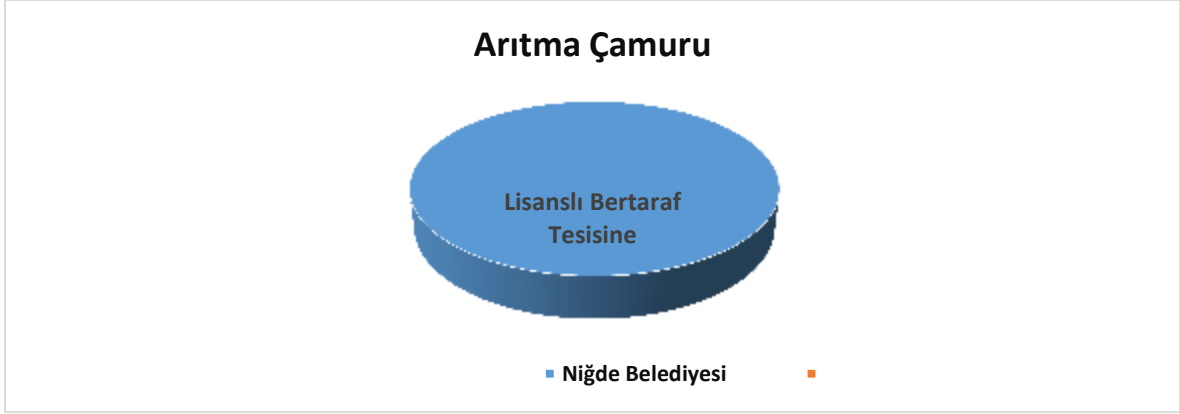 Arıtma Çamuru
Lisanslı Bertaraf
Tesisine
Niğde Belediyesi